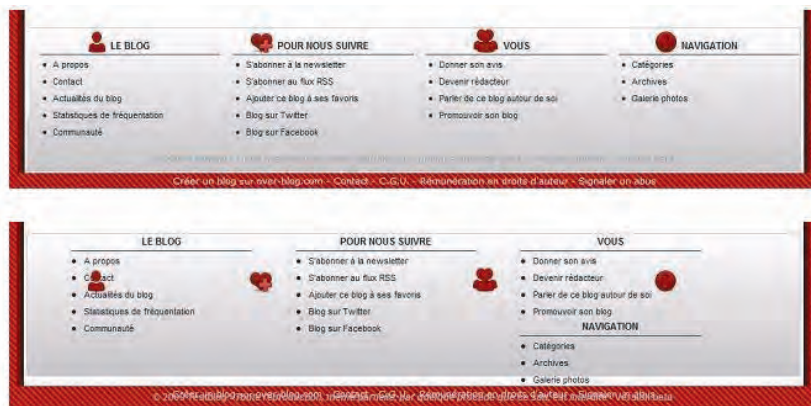 LE BLOG
A propos
Contact
Actualités du blog
Statistiques de fréquentation
Communauté
POUR NOUS SUIVRE
S'abonner à la newsletter
S'abonner au flux RSS
Ajouter ce blog à ses favoris
Blog sur Twitter
Blog sur Facebook
VOUS
Donner son avis
Devenir rédacteur
Parler de ce blog autour de soi
Promouvoir son blog
NAVIGATION
Catégories
Archives
Galerie photos
Créer un blog sur over-blog.com - Contact - C.G.U. - Rémunération en droits d'auteur - Signaler un abus
LE BLOG
A propos
Contact
Actualités du blog
Statistiques de fréquentation
Communauté
POUR NOUS SUIVRE
S'abonner à la newsletter
S'abonner au flux RSS
Ajouter ce blog à ses favoris
Blog sur Twitter
Blog sur Facebook
VOUS
Donner son avis
Devenir rédacteur
Parler de ce blog autour de soi
Promouvoir son blog
NAVIGATION
Catégories
Archives
Galerie photos